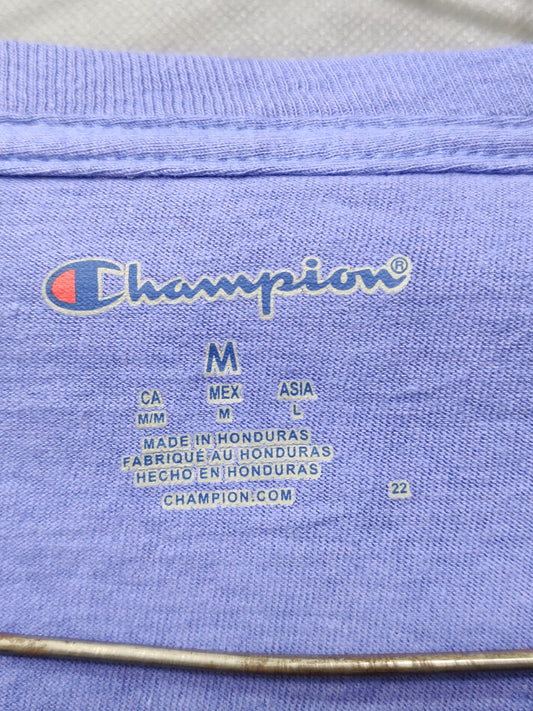 Champion®
M
CA MEX ASIA
M/M M L
MADE IN HONDURAS
FABRIQUÉ AU HONDURAS
HECHO EN HONDURAS
CHAMPION.COM 22